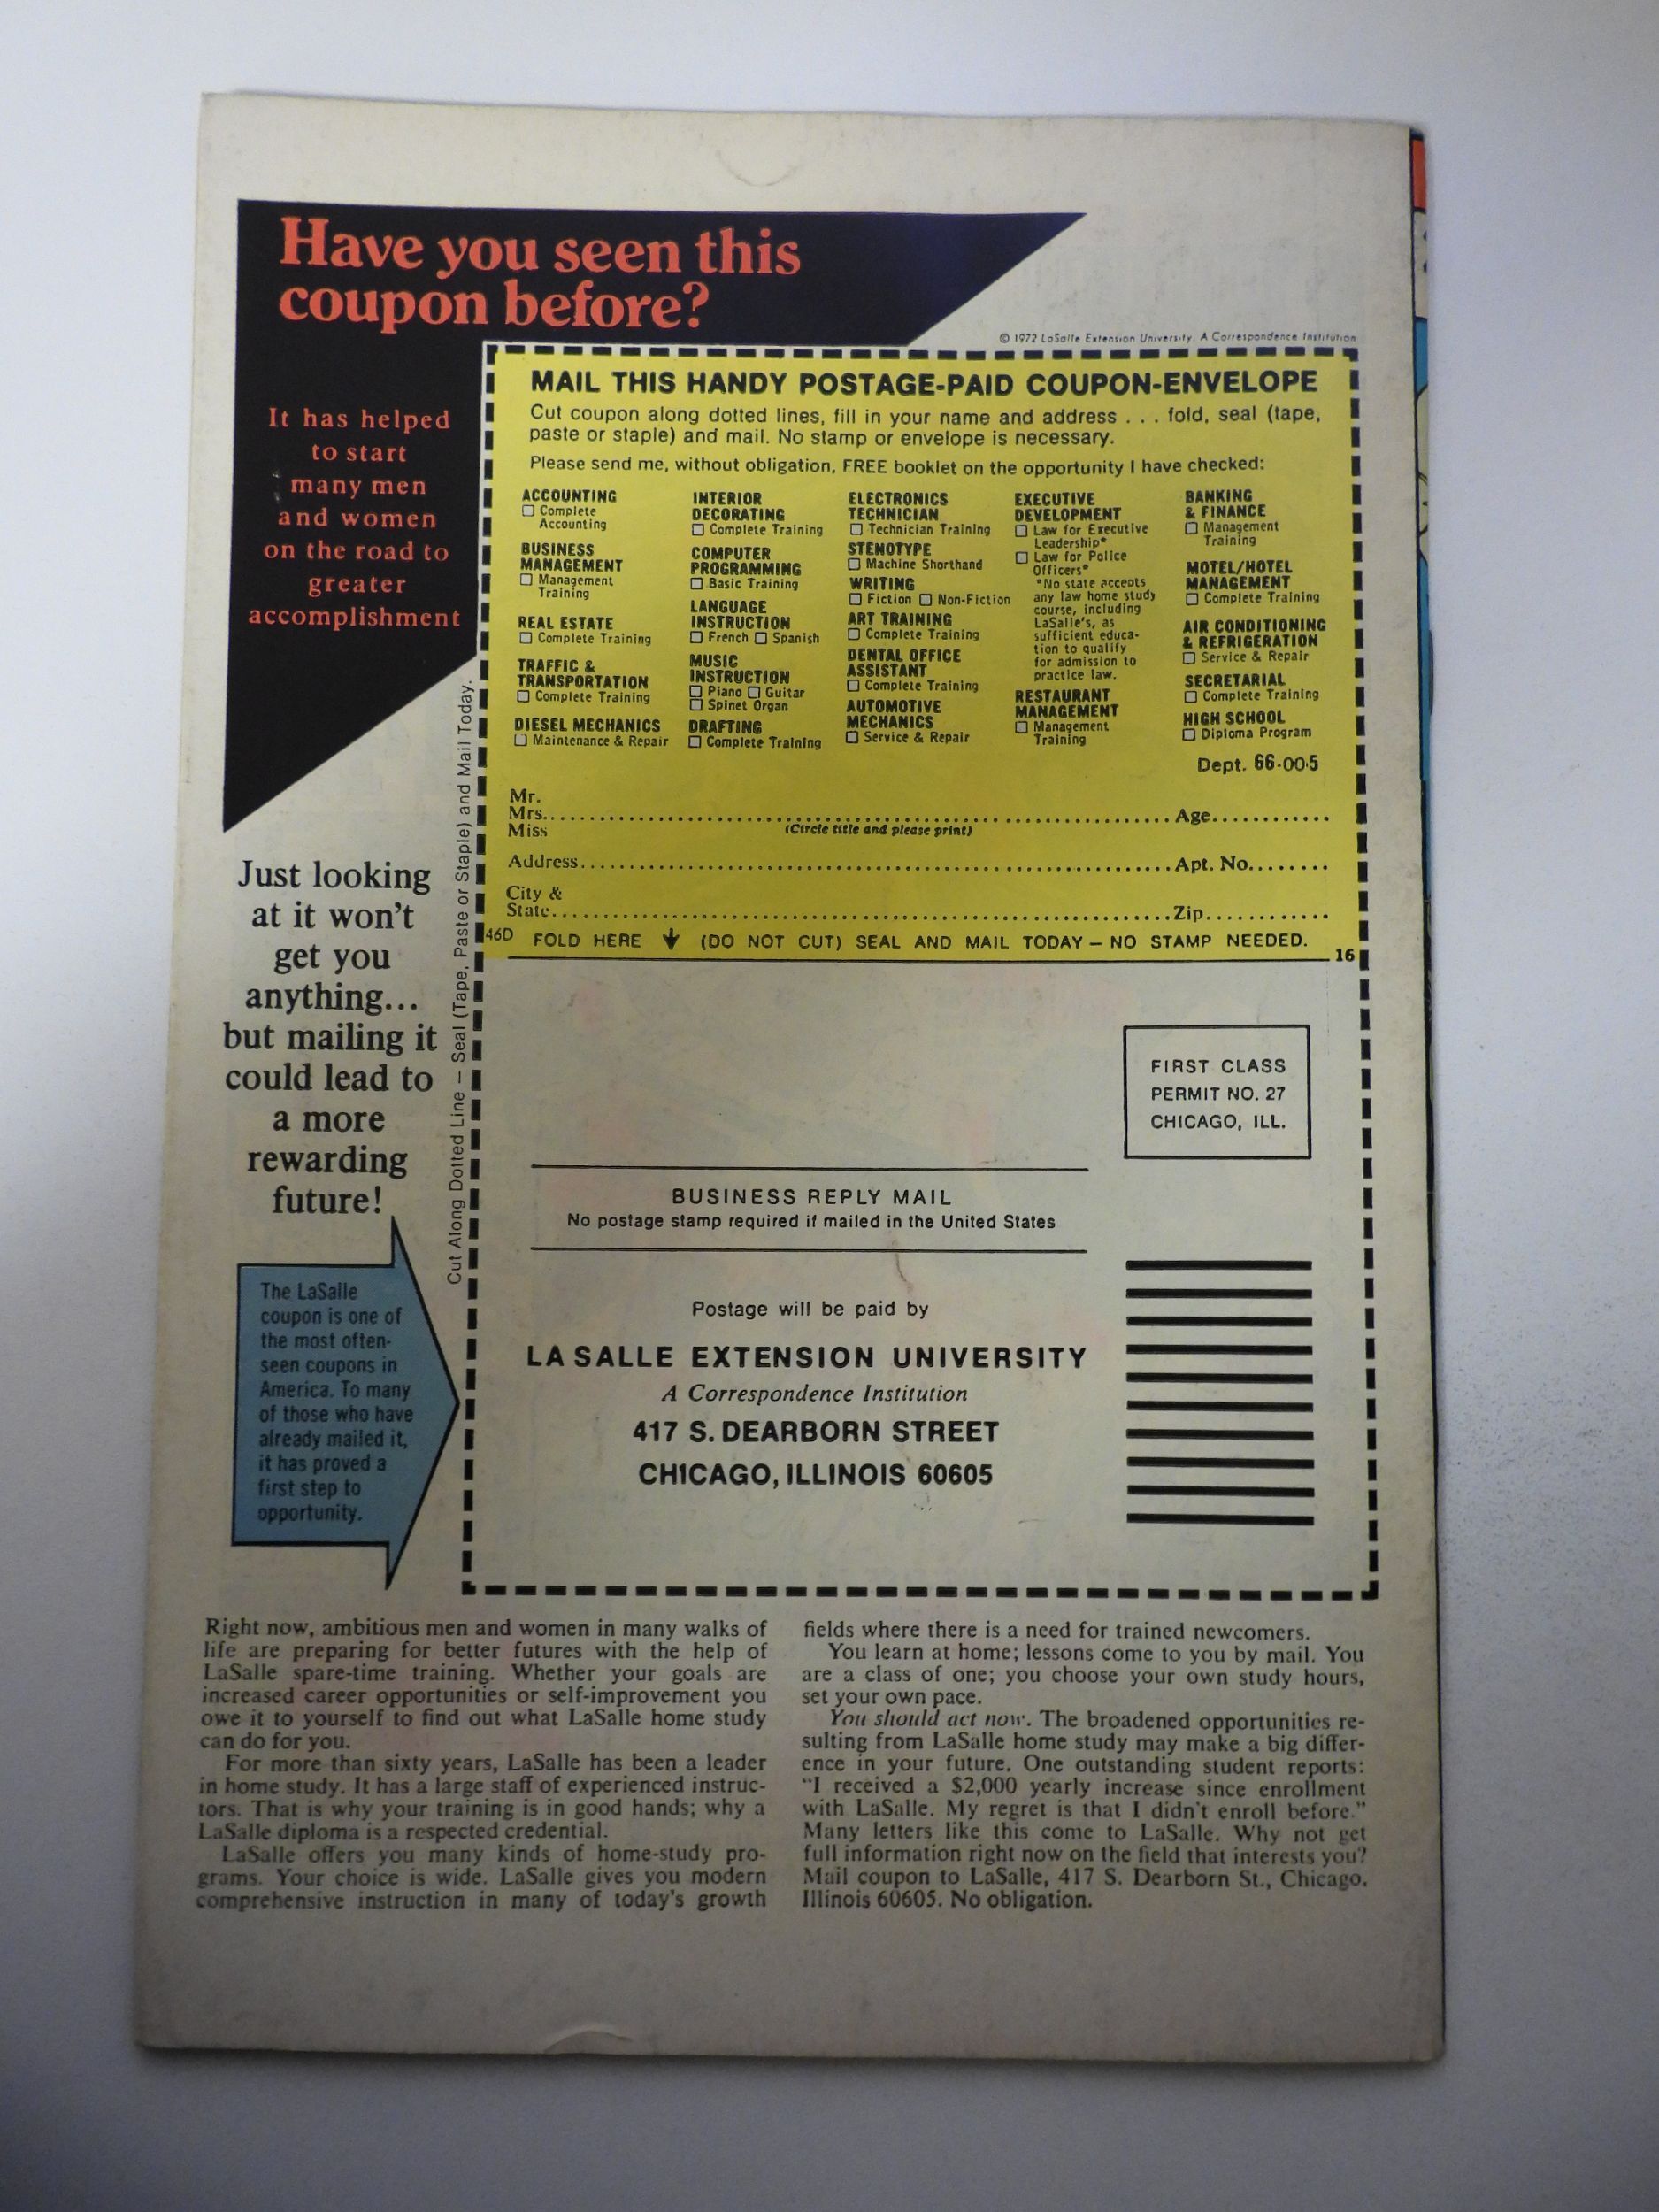 Have you seen this
coupon before?
It has helped
to start
many men
and women
on the road to
greater
accomplishment
© 1972 LaSalle Extension University. A Correspondence Institution
MAIL THIS HANDY POSTAGE-PAID COUPON-ENVELOPE
Cut coupon along dotted lines, fill in your name and address . . . fold, seal (tape,
paste or staple) and mail. No stamp or envelope is necessary.
Please send me, without obligation, FREE booklet on the opportunity I have checked:
ACCOUNTING
Complete
Accounting
BUSINESS
MANAGEMENT
Management
Training
REAL ESTATE
Complete Training
TRAFFIC &
TRANSPORTATION
Complete Training
DIESEL MECHANICS
Maintenance & Repair
INTERIOR
DECORATING
Complete Training
COMPUTER
PROGRAMMING
Basic Training
LANGUAGE
INSTRUCTION
French Spanish
MUSIC
INSTRUCTION
Piano Guitar
Spinet Organ
DRAFTING
Complete Training
ELECTRONICS
TECHNICIAN
Technician Training
STENOTYPE
Machine Shorthand
WRITING
Fiction Non-Fiction
ART TRAINING
Complete Training
DENTAL OFFICE
ASSISTANT
Complete Training
AUTOMOTIVE
MECHANICS
Service & Repair
EXECUTIVE
DEVELOPMENT
Law for Executive
Leadership*
Law for Police
Officers*
*No state accepts
any law home study
course, including
LaSalle's, as
sufficient educa-
tion to qualify
for admission to
practice law.
RESTAURANT
MANAGEMENT
Management
Training
BANKING
& FINANCE
Management
Training
MOTEL/HOTEL
MANAGEMENT
Complete Training
AIR CONDITIONING
& REFRIGERATION
Service & Repair
SECRETARIAL
Complete Training
HIGH SCHOOL
Diploma Program
Dept. 66-005
Mr.
Mrs. Age
Miss (Circle title and please print)
Address Apt. No.
City &
State Zip
46D FOLD HERE ↓ (DO NOT CUT) SEAL AND MAIL TODAY — NO STAMP NEEDED.
16
Cut Along Dotted Line — Seal (Tape, Paste or Staple) and Mail Today.
Just looking
at it won't
get you
anything...
but mailing it
could lead to
a more
rewarding
future!
The LaSalle
coupon is one of
the most often-
seen coupons in
America. To many
of those who have
already mailed it,
it has proved a
first step to
opportunity.
FIRST CLASS
PERMIT NO. 27
CHICAGO, ILL.
BUSINESS REPLY MAIL
No postage stamp required if mailed in the United States
Postage will be paid by
LA SALLE EXTENSION UNIVERSITY
A Correspondence Institution
417 S. DEARBORN STREET
CHICAGO, ILLINOIS 60605
Right now, ambitious men and women in many walks of
life are preparing for better futures with the help of
LaSalle spare-time training. Whether your goals are
increased career opportunities or self-improvement you
owe it to yourself to find out what LaSalle home study
can do for you.
For more than sixty years, LaSalle has been a leader
in home study. It has a large staff of experienced instruc-
tors. That is why your training is in good hands; why a
LaSalle diploma is a respected credential.
LaSalle offers you many kinds of home-study pro-
grams. Your choice is wide. LaSalle gives you modern
comprehensive instruction in many of today's growth
fields where there is a need for trained newcomers.
You learn at home; lessons come to you by mail. You
are a class of one; you choose your own study hours,
set your own pace.
You should act now. The broadened opportunities re-
sulting from LaSalle home study may make a big differ-
ence in your future. One outstanding student reports:
"I received a $2,000 yearly increase since enrollment
with LaSalle. My regret is that I didn't enroll before."
Many letters like this come to LaSalle. Why not get
full information right now on the field that interests you?
Mail coupon to LaSalle, 417 S. Dearborn St., Chicago,
Illinois 60605. No obligation.